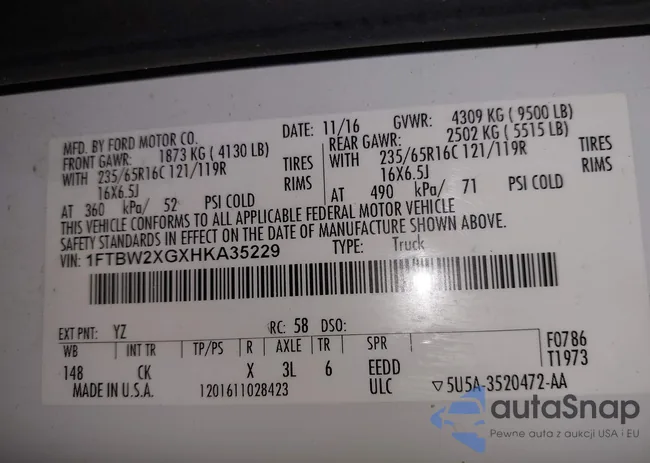 MFD. BY FORD MOTOR CO.
DATE: 11/16
GVWR: 4309 KG ( 9500 LB)
FRONT GAWR: 1873 KG ( 4130 LB)
REAR GAWR: 2502 KG ( 5515 LB)
WITH 235/65R16C 121/119R TIRES
WITH 235/65R16C 121/119R TIRES
16X6.5J RIMS
16X6.5J RIMS
AT 360 kPa/ 52 PSI COLD
AT 490 kPa/ 71 PSI COLD
THIS VEHICLE CONFORMS TO ALL APPLICABLE FEDERAL MOTOR VEHICLE
SAFETY STANDARDS IN EFFECT ON THE DATE OF MANUFACTURE SHOWN ABOVE.
VIN: 1FTBW2XGXHKA35229
TYPE: Truck
EXT PNT: YZ RC: 58 DSO:
WB INT TR TP/PS R AXLE TR SPR
F0786
T1973
148 CK X 3L 6 EEDD
MADE IN U.S.A. 1201611028423 ULC ▽5U5A-3520472-AA
autaSnap
Pewne auta z aukcji USA i EU